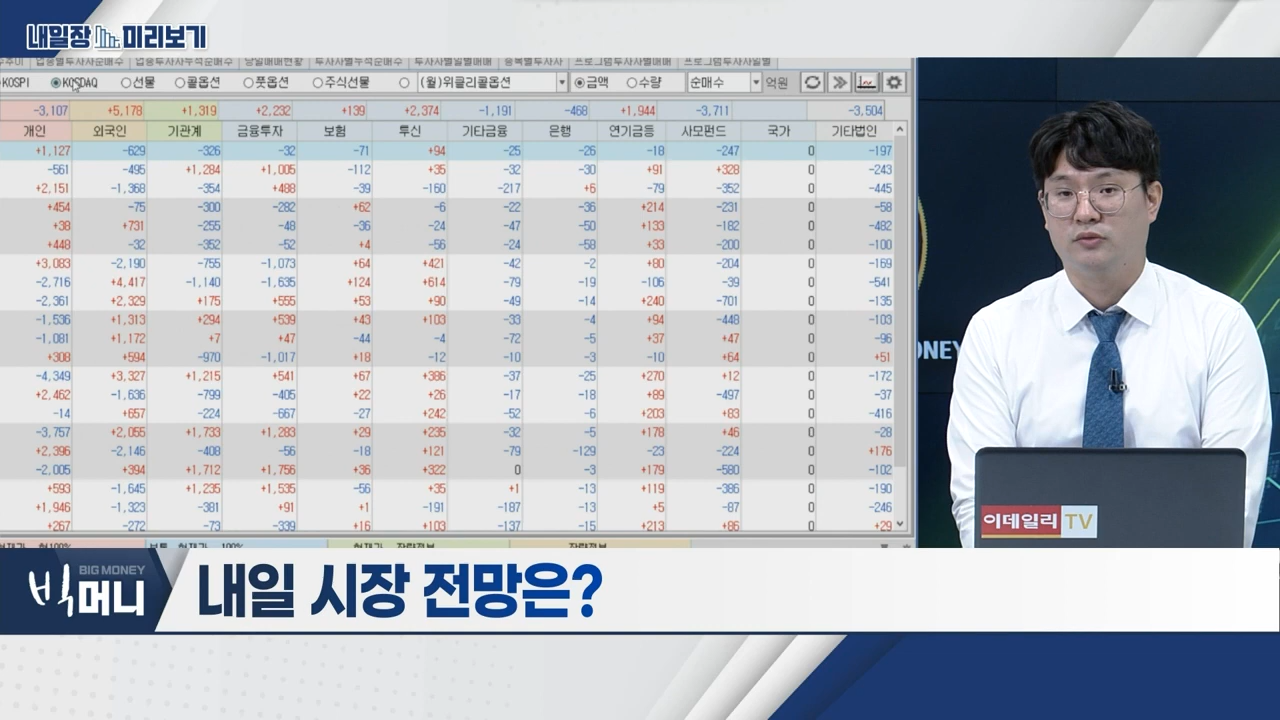 내일장 미리보기
KOSPI KOSDAQ 선물 콜옵션 풋옵션 주식선물 (월)위클리콜옵션 금액 수량 순매수 억원
-3,107 +5,178 +1,319 +2,232 +139 +2,374 -1,191 -468 +1,944 -3,711 -3,504
개인 외국인 기관계 금융투자 보험 투신 기타금융 은행 연기금등 사모펀드 국가 기타법인
+1,127 -629 -326 -32 -71 +94 -25 -26 -18 -247 0 -197
-561 -495 +1,284 +1,005 -112 +35 -32 -30 +91 +328 0 -243
+2,151 -1,368 -354 +488 -39 -160 -217 +6 -79 -352 0 -445
+454 -75 -300 -282 +62 -6 -22 -36 +214 -231 0 -58
+38 +731 -255 -48 -36 -24 -47 -50 +133 -182 0 -482
+448 -32 -352 -52 +4 -56 -24 -58 +33 -200 0 -100
+3,083 -2,190 -755 -1,073 +64 +421 -42 -2 +80 -204 0 -169
-2,716 +4,417 -1,140 -1,635 +124 +614 -79 -19 -106 -39 0 -541
-2,361 +2,329 +175 +555 +53 +90 -49 -14 +240 -701 0 -135
-1,536 +1,313 +294 +539 +43 +103 -33 -4 +94 -448 0 -103
-1,081 +1,172 +7 +47 -44 -4 -72 -5 +37 +47 0 -96
+308 +594 -970 -1,017 +18 -12 -10 -3 -10 +64 0 +51
-4,349 +3,327 +1,215 +541 +67 +386 -37 -25 +270 +12 0 -172
+2,462 -1,636 -799 -405 +22 +26 -17 -18 +89 -497 0 -37
-14 +657 -224 -667 -27 +242 -52 -6 +203 +83 0 -416
-3,757 +2,055 +1,733 +1,283 +29 +235 -32 -5 +178 +46 0 -28
+2,396 -2,146 -408 -56 -18 +121 -79 -129 -23 -224 0 +176
-2,005 +394 +1,712 +1,756 +36 +322 0 -3 +179 -580 0 -102
+593 -1,645 +1,235 +1,535 -56 +35 +1 -13 +119 -386 0 -190
+1,946 -1,323 -381 +91 +1 -191 -187 -13 +5 -87 0 -246
+267 -272 -73 -339 +16 +103 -137 -15 +213 +86 0 +29
ONEY
이데일리 TV
BIG MONEY
빅머니
내일 시장 전망은?